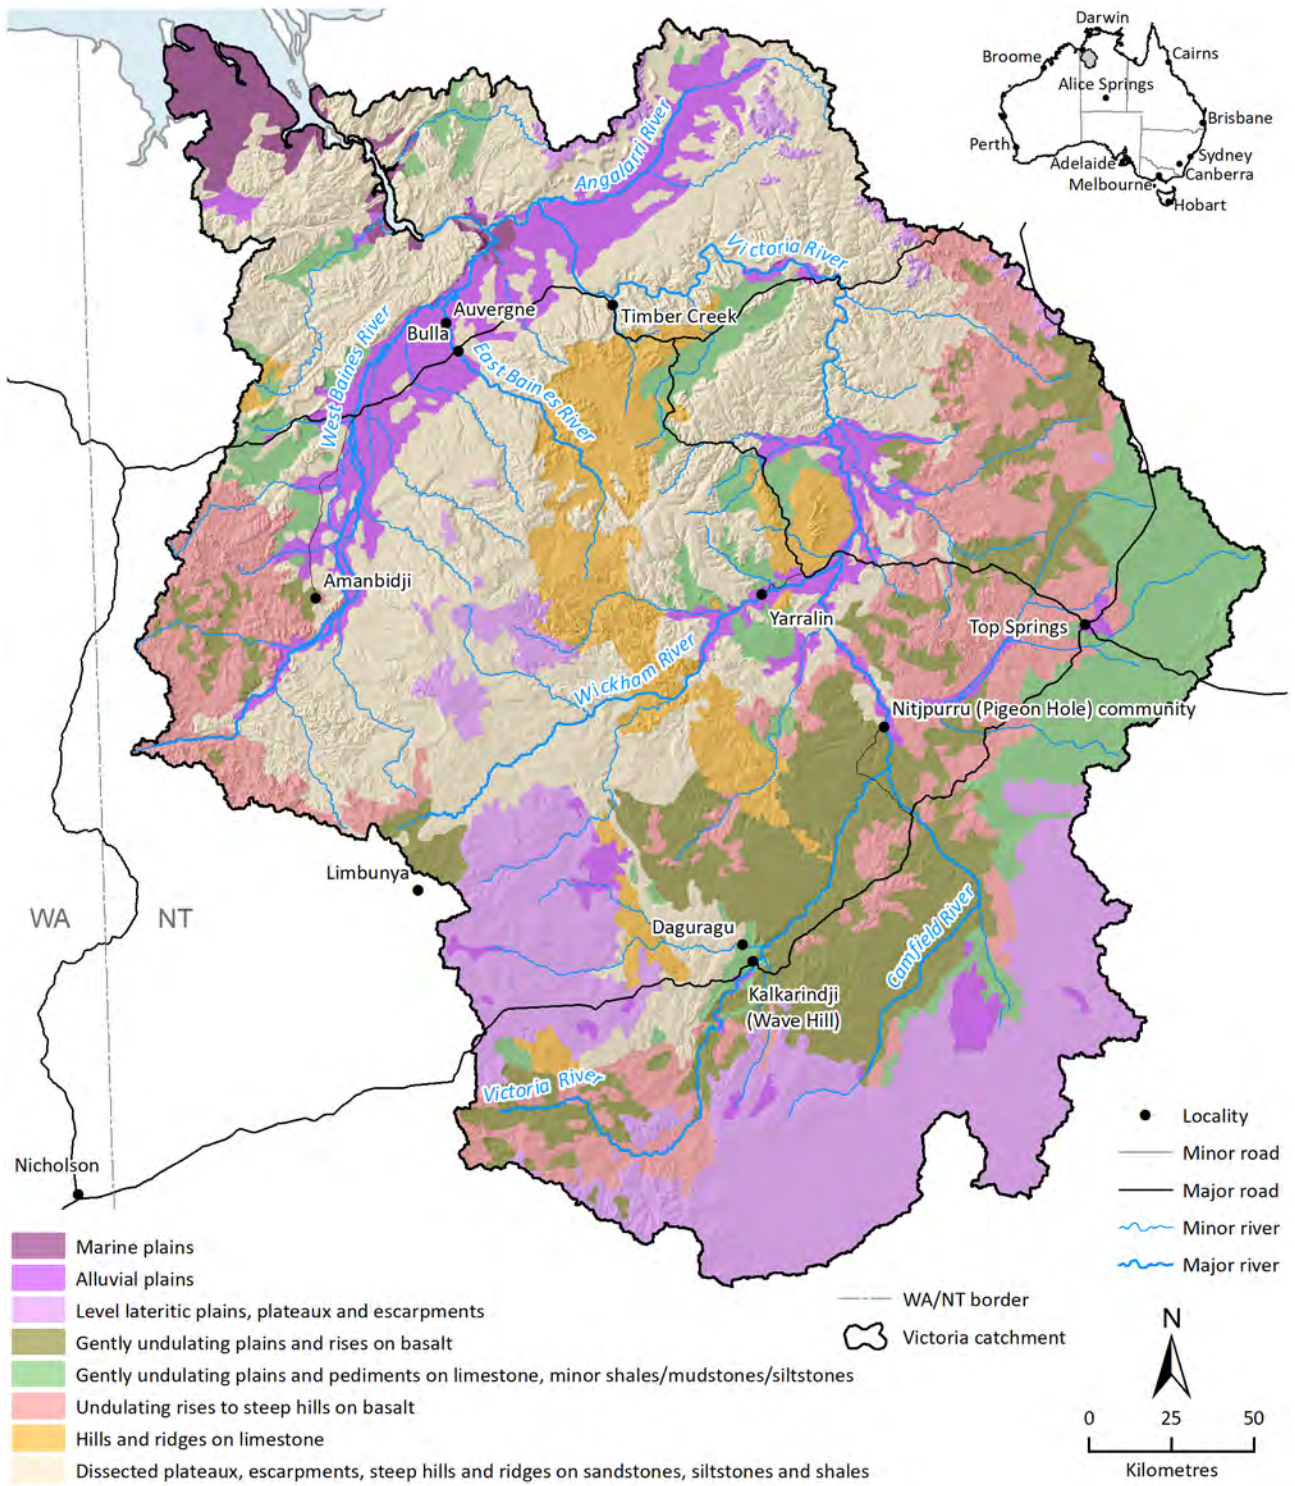 Darwin
Broome
Cairns
Alice Springs
Brisbane
Perth
Adelaide
Sydney
Canberra
Melbourne
Hobart
Angalarri River
Victoria River
Timber Creek
Auvergne
Bulla
West Baines River
East Baines River
Amanbidji
Yarralin
Top Springs
Wickham River
Nitjpurru (Pigeon Hole) community
Limbunya
WA
NT
Daguragu
Camfield River
Kalkarindji
(Wave Hill)
Victoria River
Nicholson
Locality
Minor road
Major road
Minor river
Major river
Marine plains
Alluvial plains
Level lateritic plains, plateaux and escarpments
Gently undulating plains and rises on basalt
Gently undulating plains and pediments on limestone, minor shales/mudstones/siltstones
Undulating rises to steep hills on basalt
Hills and ridges on limestone
Dissected plateaux, escarpments, steep hills and ridges on sandstones, siltstones and shales
WA/NT border
Victoria catchment
N
0 25 50
Kilometres